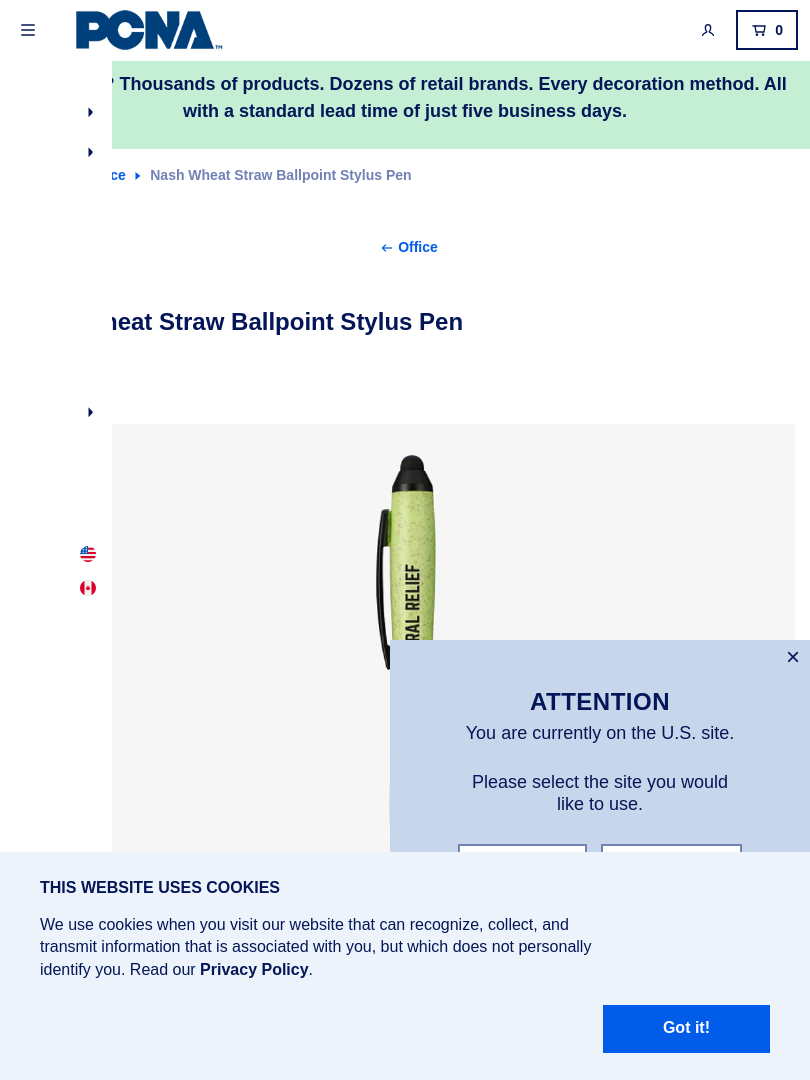 PCNA™
0
? Thousands of products. Dozens of retail brands. Every decoration method. All
with a standard lead time of just five business days.
Nash Wheat Straw Ballpoint Stylus Pen
Office
Straw Ballpoint Stylus Pen
RELIEF
ATTENTION
You are currently on the U.S. site.
Please select the site you would
like to use.
THIS WEBSITE USES COOKIES
We use cookies when you visit our website that can recognize, collect, and
transmit information that is associated with you, but which does not personally
identify you. Read our Privacy Policy.
Got it!